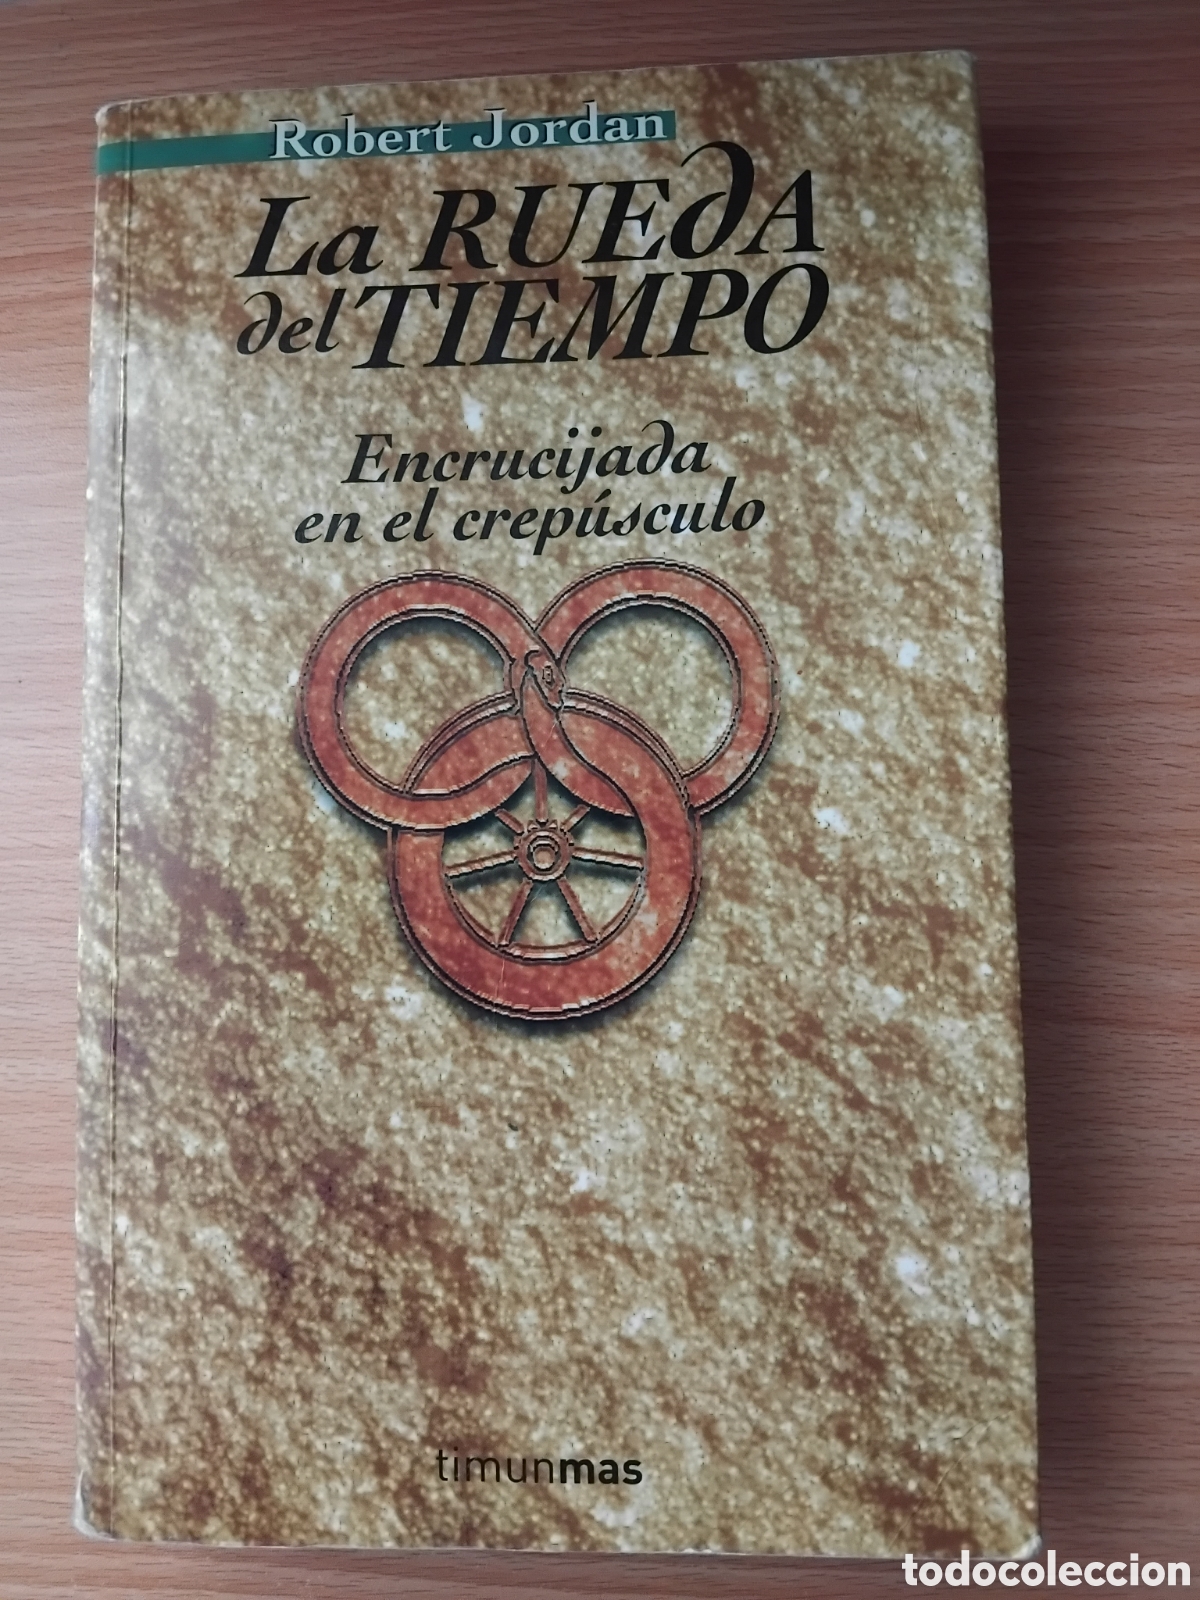 Robert Jordan
La RUEDA
del TIEMPO
Encrucijada
en el crepúsculo
timunmas
todocoleccion